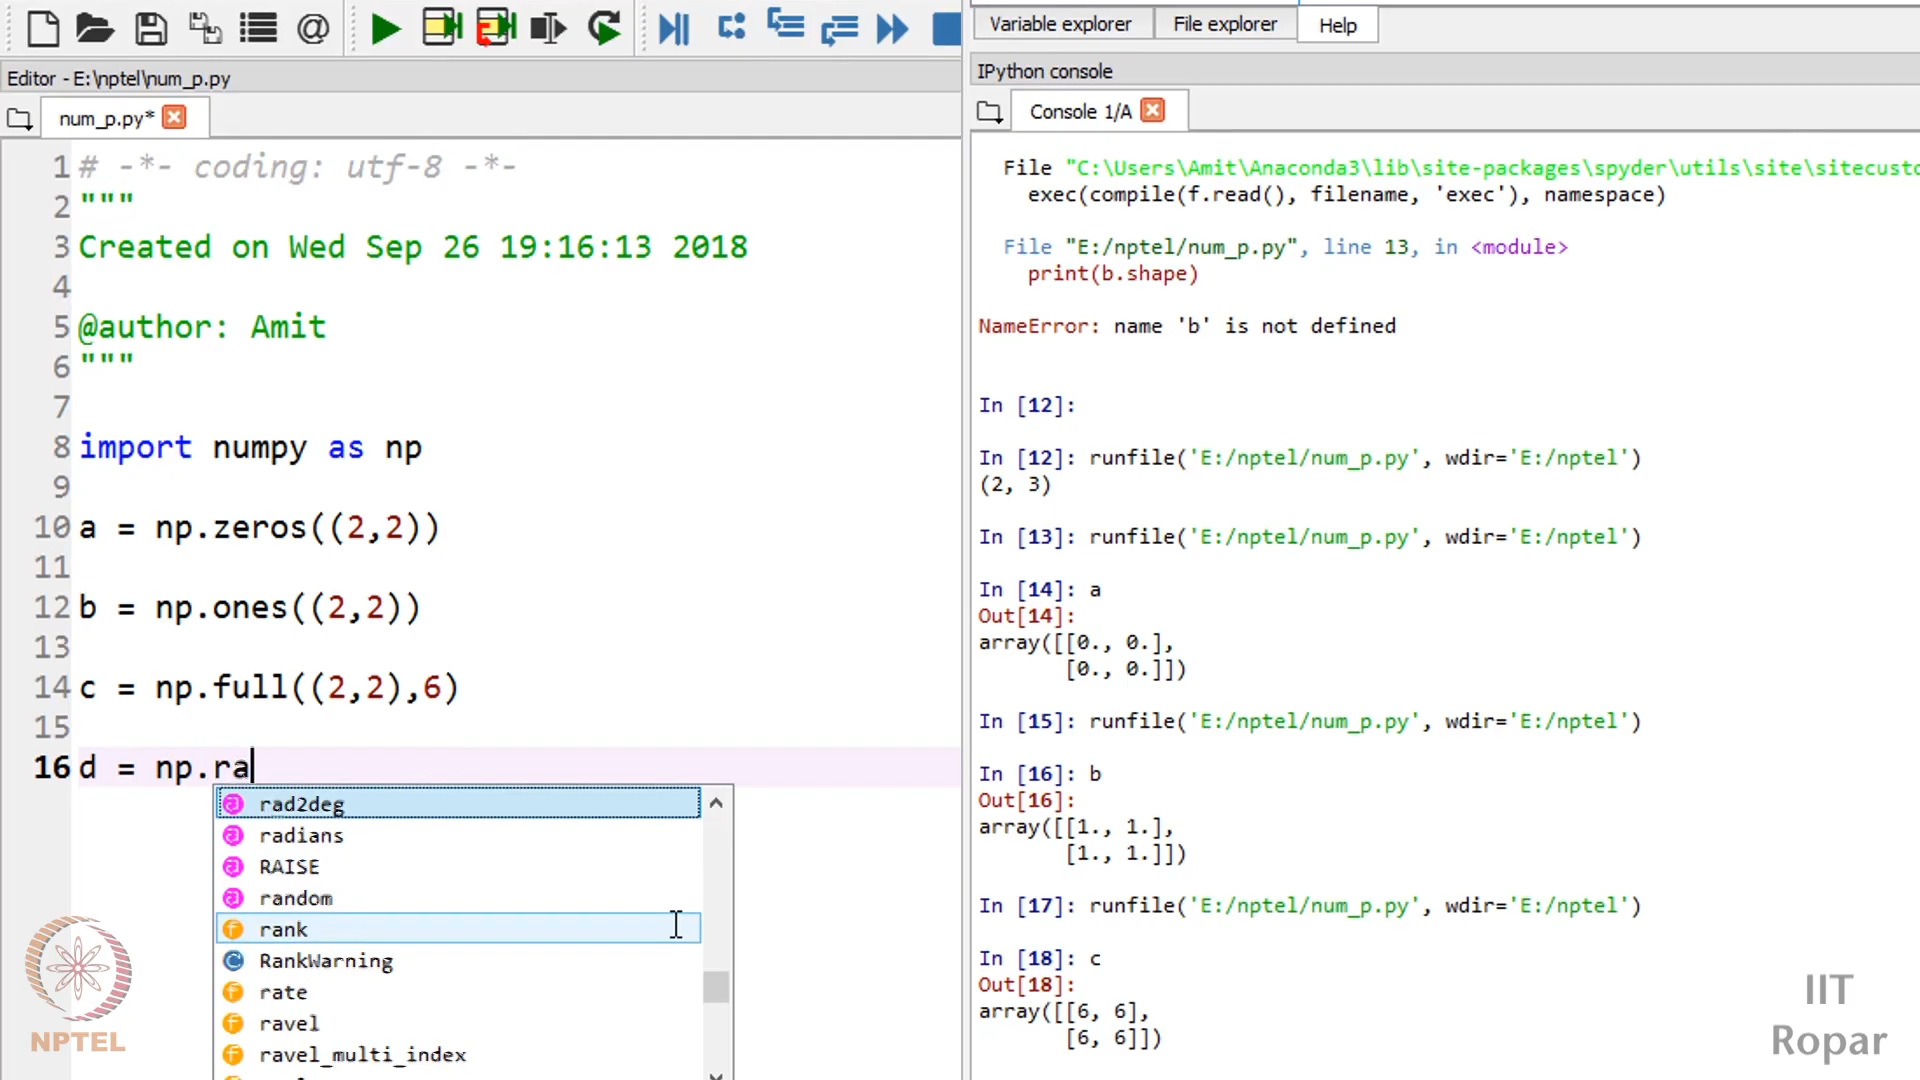 Editor - E:\nptel\num_p.py
num_p.py*
1 # -*- coding: utf-8 -*-
2 """
3 Created on Wed Sep 26 19:16:13 2018
4
5 @author: Amit
6 """
7
8 import numpy as np
9
10 a = np.zeros((2,2))
11
12 b = np.ones((2,2))
13
14 c = np.full((2,2),6)
15
16 d = np.ra
rad2deg
radians
RAISE
random
rank
RankWarning
rate
ravel
ravel_multi_index
NPTEL
Variable explorer
File explorer
Help
IPython console
Console 1/A
File "C:\Users\Amit\Anaconda3\lib\site-packages\spyder\utils\site\sitecusto
exec(compile(f.read(), filename, 'exec'), namespace)
File "E:/nptel/num_p.py", line 13, in <module>
print(b.shape)
NameError: name 'b' is not defined
In [12]:
In [12]: runfile('E:/nptel/num_p.py', wdir='E:/nptel')
(2, 3)
In [13]: runfile('E:/nptel/num_p.py', wdir='E:/nptel')
In [14]: a
Out[14]:
array([[0., 0.],
[0., 0.]])
In [15]: runfile('E:/nptel/num_p.py', wdir='E:/nptel')
In [16]: b
Out[16]:
array([[1., 1.],
[1., 1.]])
In [17]: runfile('E:/nptel/num_p.py', wdir='E:/nptel')
In [18]: c
Out[18]:
array([[6, 6],
[6, 6]])
IIT
Ropar